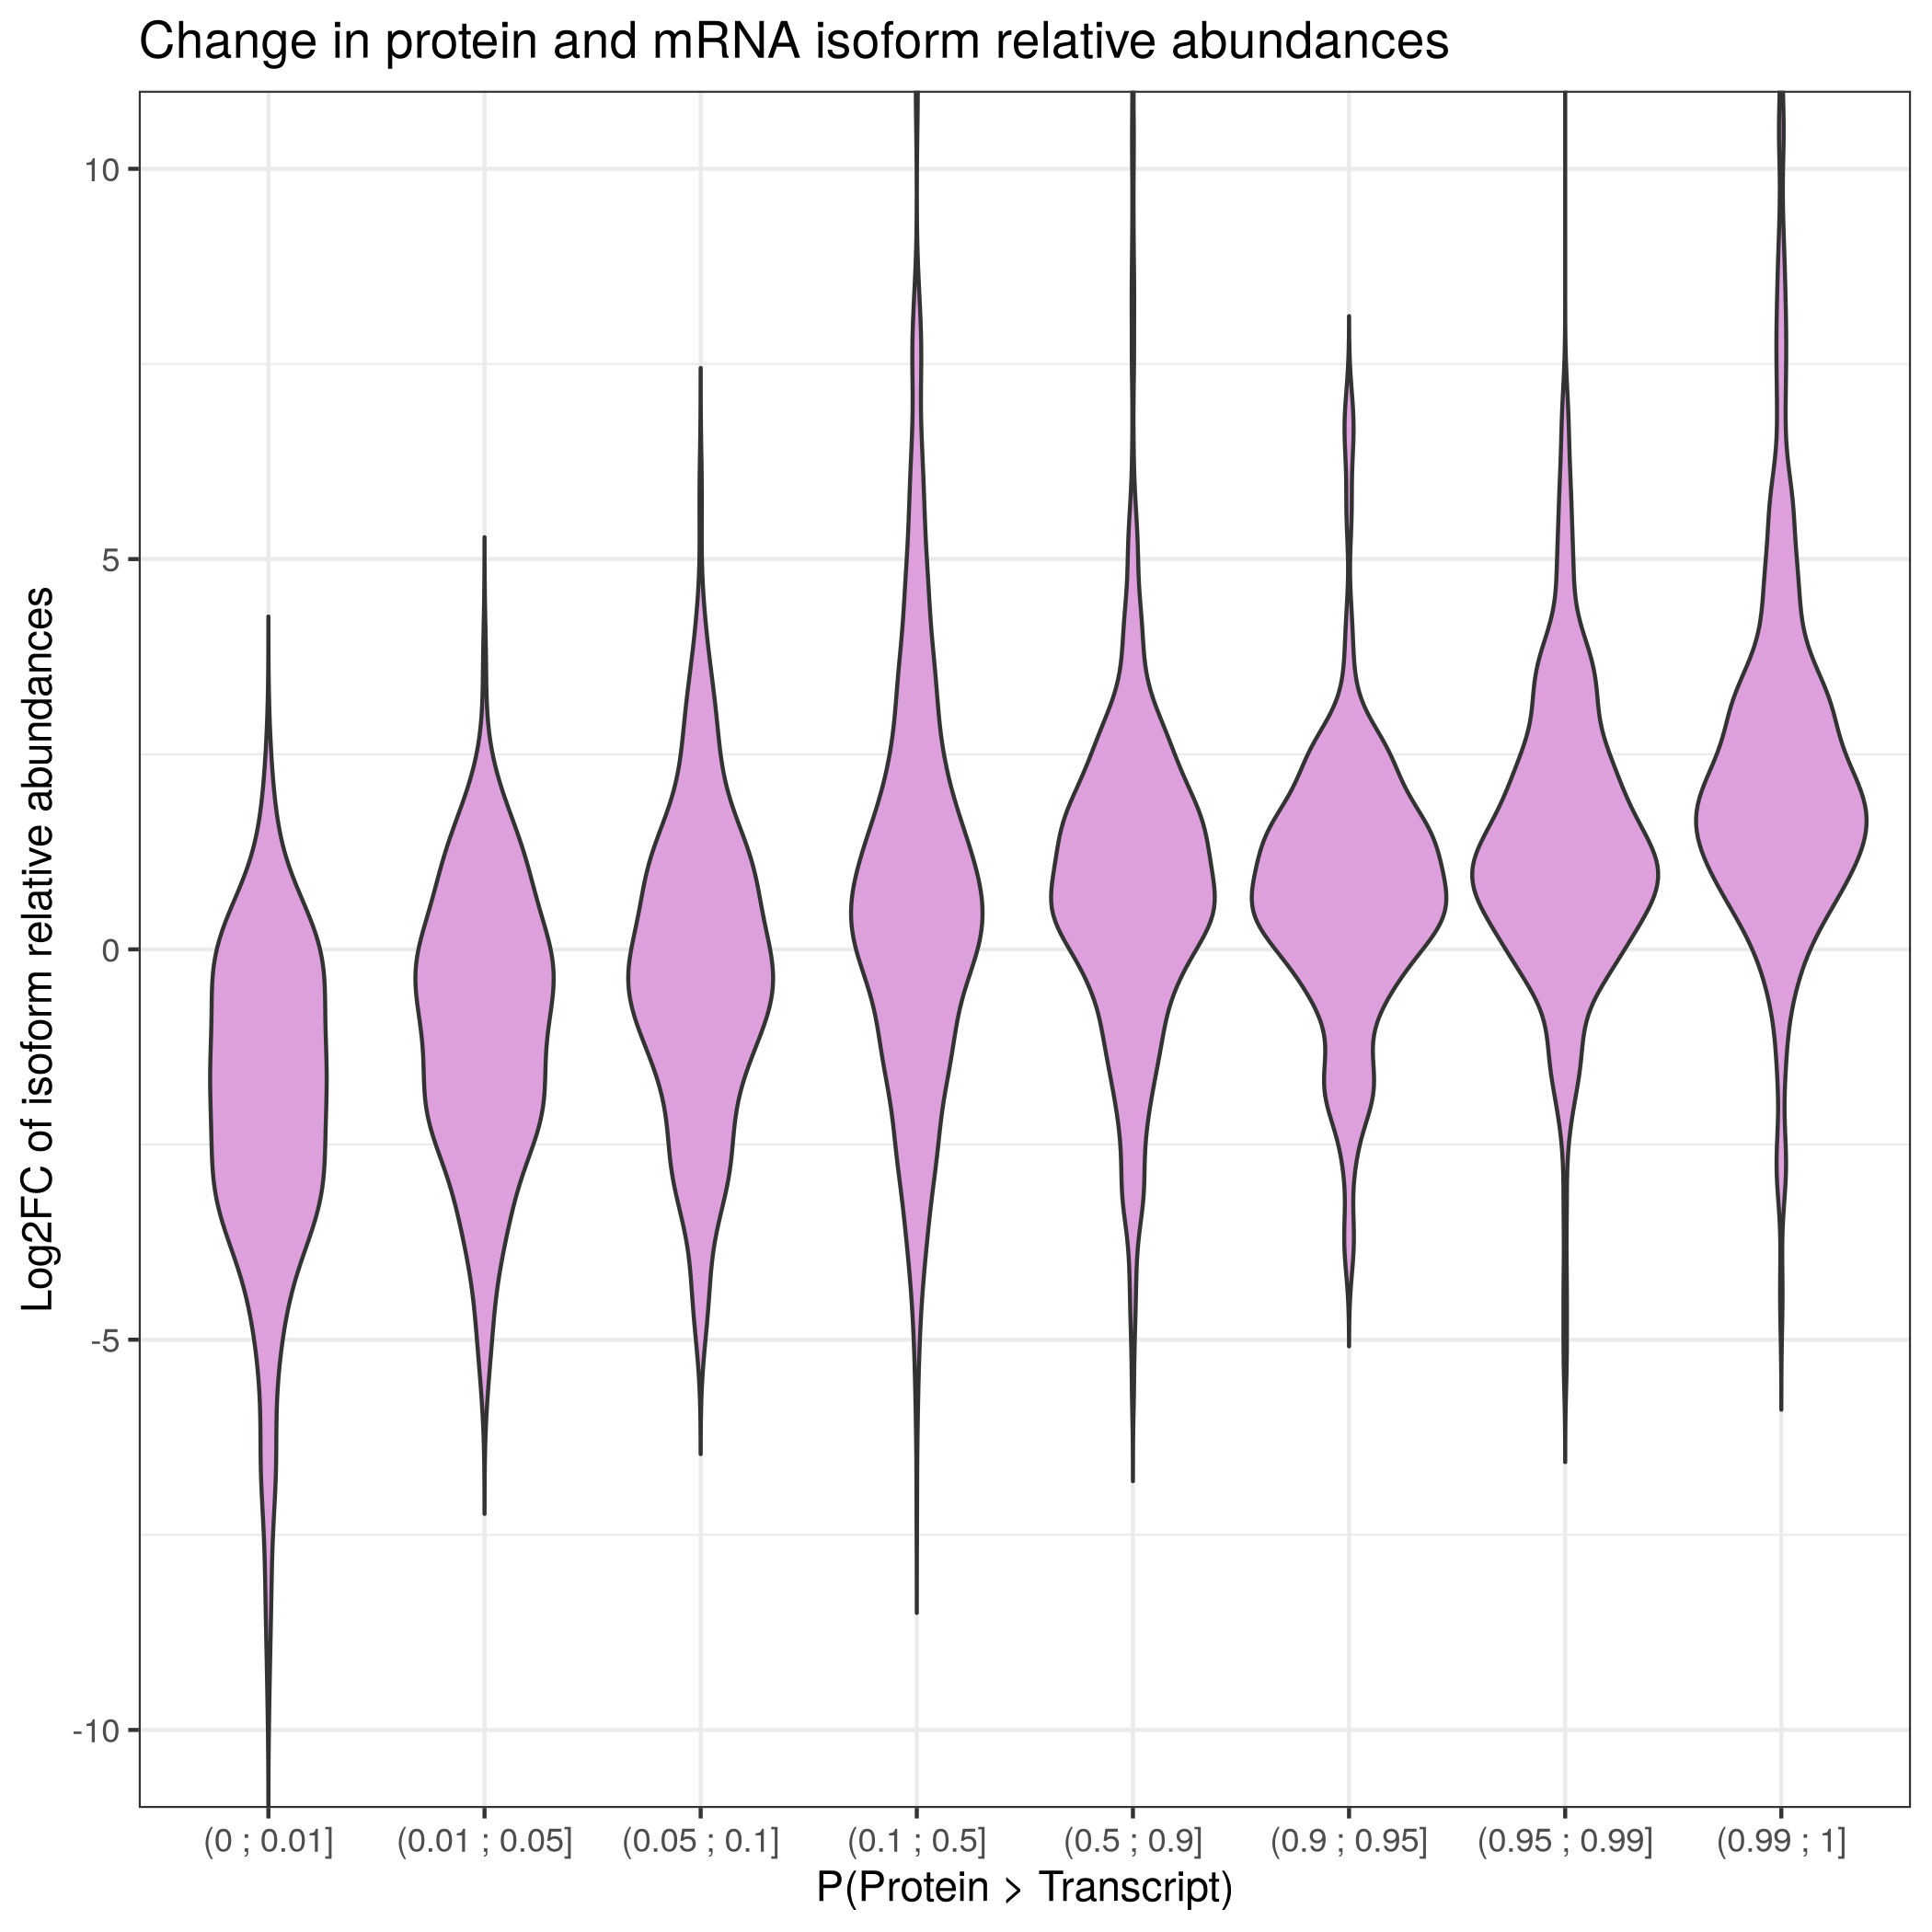 Change in protein and mRNA isoform relative abundances
Log2FC of isoform relative abundances
10
5
0
-5
-10
(0 ; 0.01]
(0.01 ; 0.05]
(0.05 ; 0.1]
(0.1 ; 0.5]
(0.5 ; 0.9]
(0.9 ; 0.95]
(0.95 ; 0.99]
(0.99 ; 1]
P(Protein > Transcript)